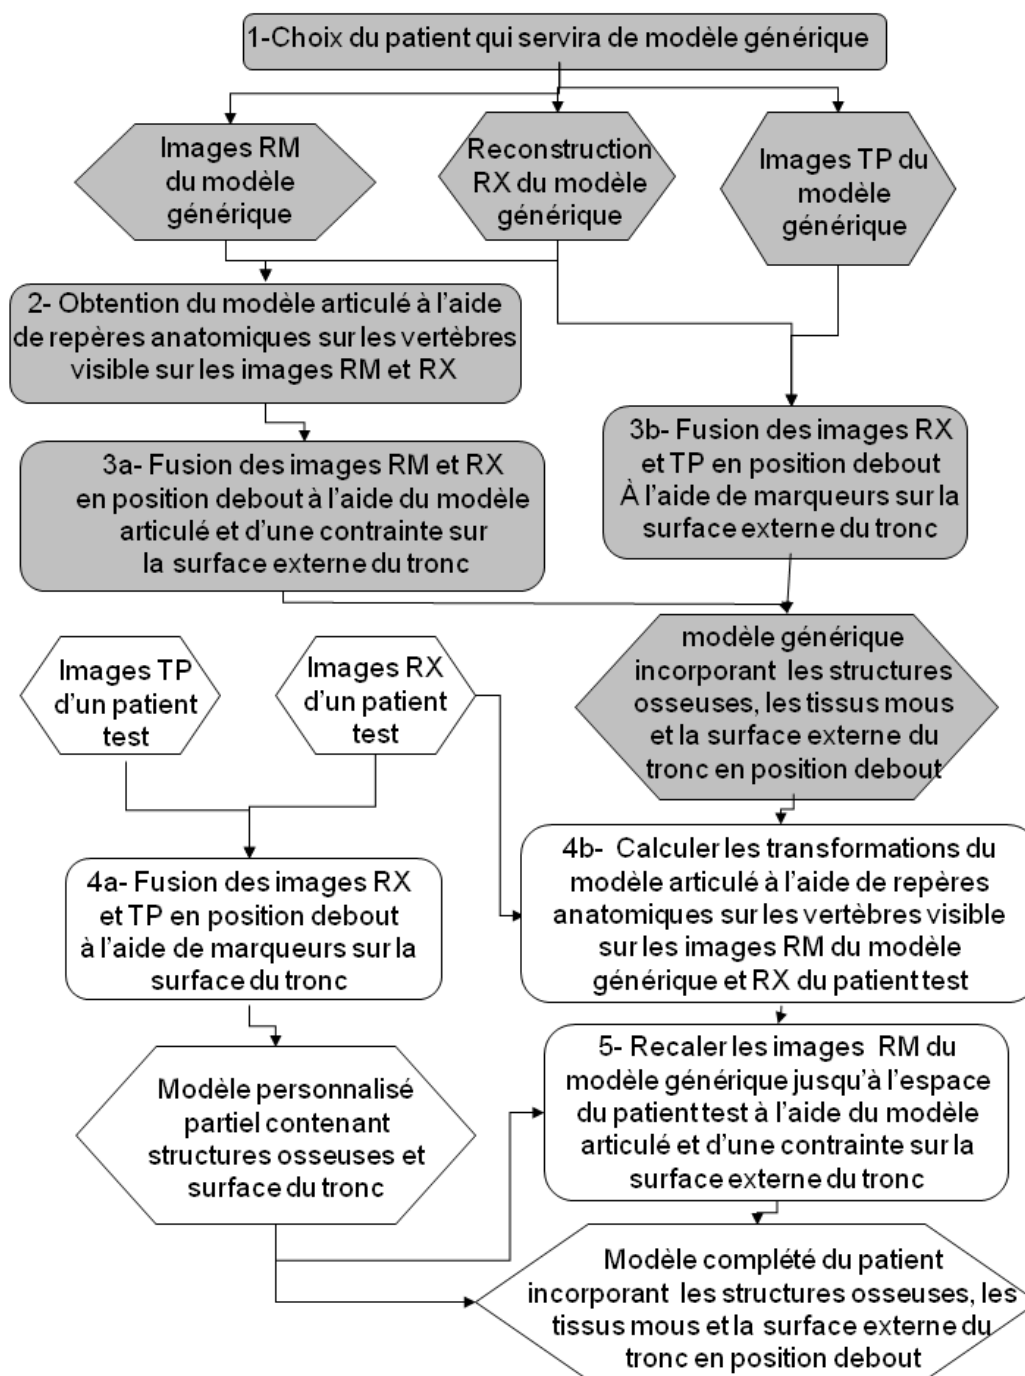 1-Choix du patient qui servira de modèle générique
Images RM
du modèle
générique
Reconstruction
RX du modèle
générique
Images TP du
modèle
générique
2- Obtention du modèle articulé à l'aide
de repères anatomiques sur les vertèbres
visible sur les images RM et RX
3a- Fusion des images RM et RX
en position debout à l'aide du modèle
articulé et d'une contrainte sur
la surface externe du tronc
3b- Fusion des images RX
et TP en position debout
À l'aide de marqueurs sur la
surface externe du tronc
modèle générique
incorporant les structures
osseuses, les tissus mous
et la surface externe du
tronc en position debout
Images TP
d'un patient
test
Images RX
d'un patient
test
4a- Fusion des images RX
et TP en position debout
à l'aide de marqueurs sur la
surface du tronc
4b- Calculer les transformations du
modèle articulé à l'aide de repères
anatomiques sur les vertèbres visible
sur les images RM du modèle
générique et RX du patient test
Modèle personnalisé
partiel contenant
structures osseuses et
surface du tronc
5- Recaler les images RM du
modèle générique jusqu'à l'espace
du patient test à l'aide du modèle
articulé et d'une contrainte sur la
surface externe du tronc
Modèle complété du patient
incorporant les structures osseuses, les
tissus mous et la surface externe du
tronc en position debout